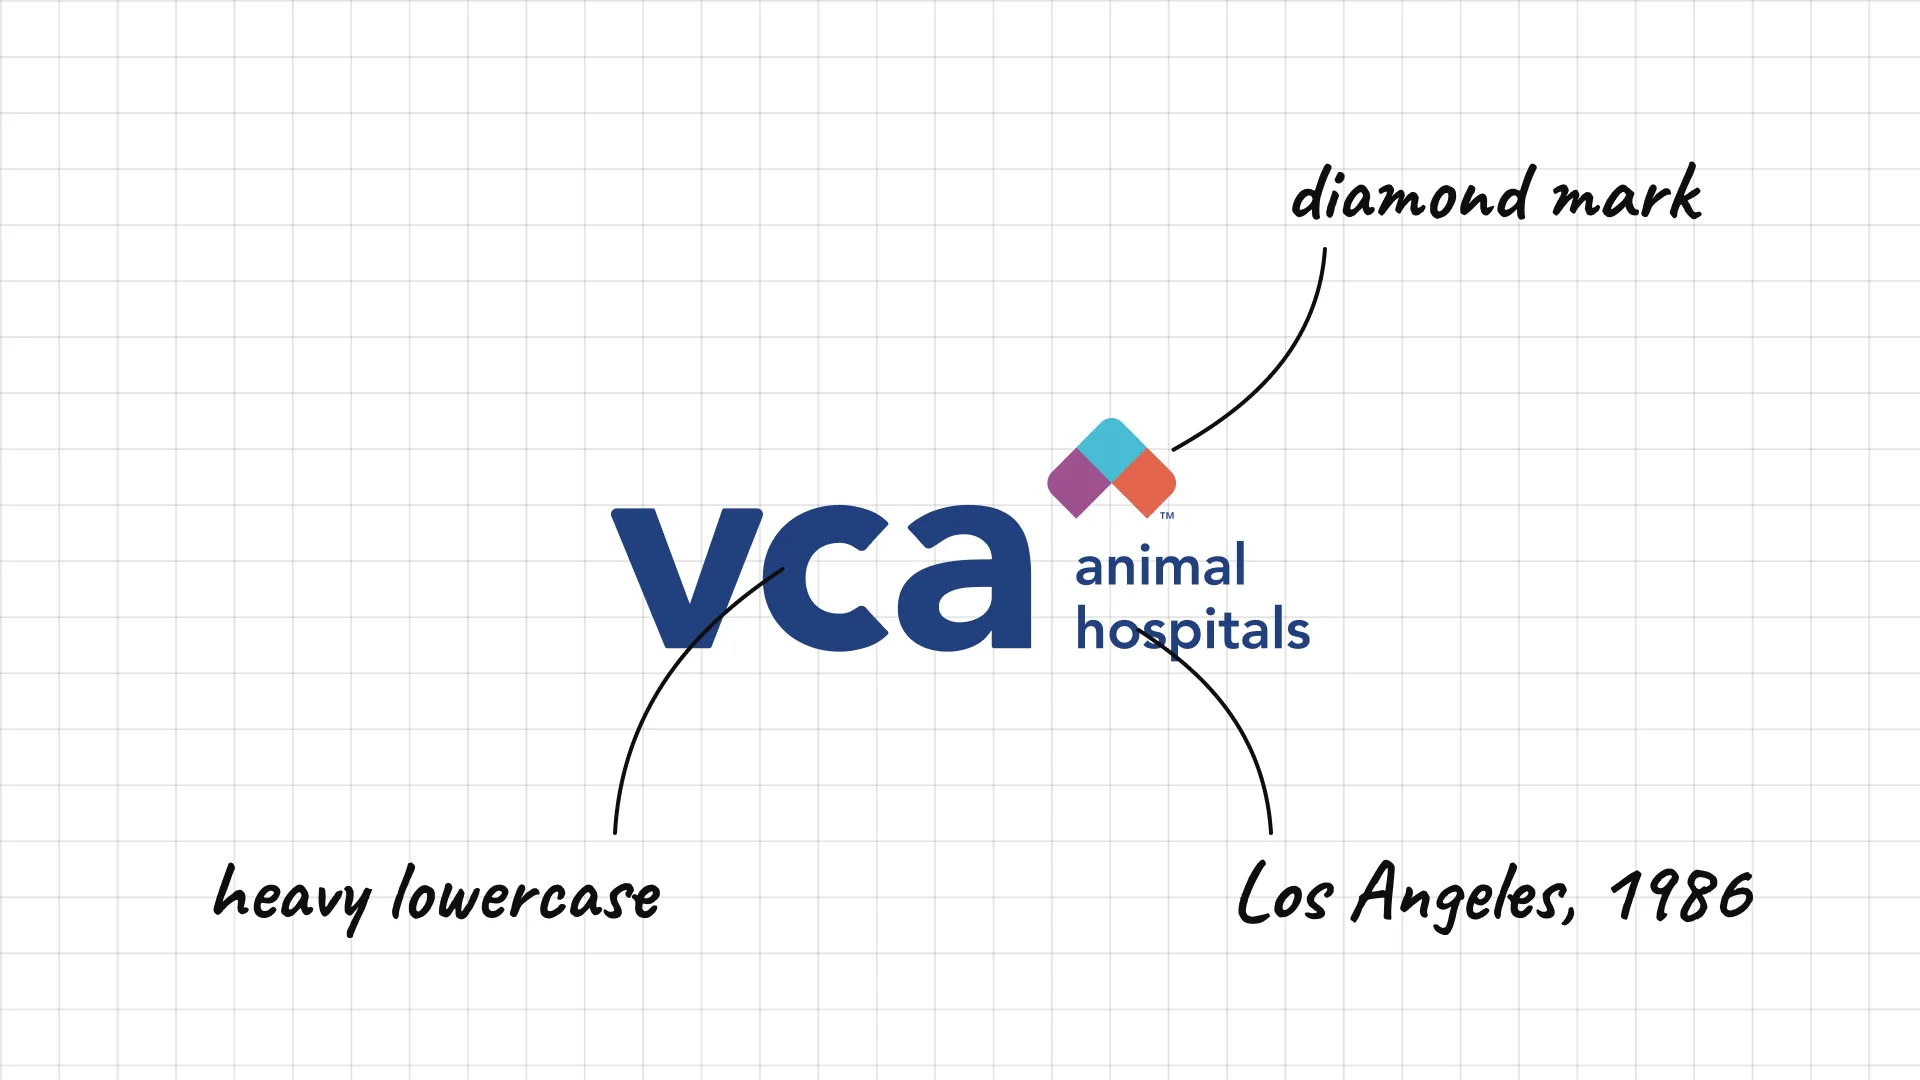 diamond mark
vca
™
animal
hospitals
heavy lowercase
Los Angeles, 1986